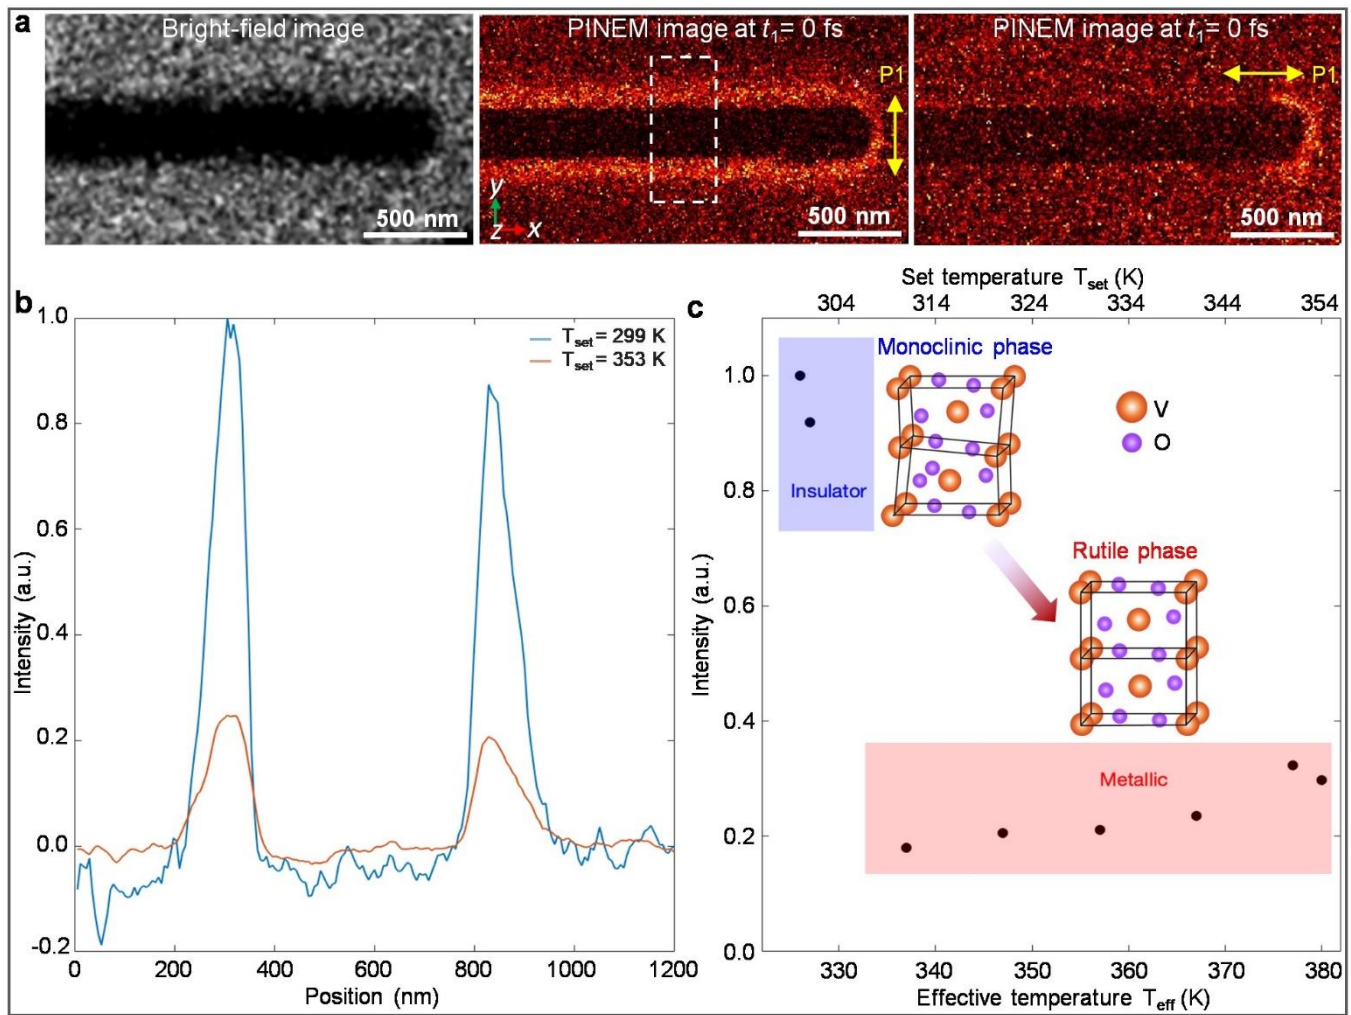 a
Bright-field image
500 nm
PINEM image at t₁= 0 fs
P1
y
z
x
500 nm
PINEM image at t₁= 0 fs
P1
500 nm
b
1.0
0.8
0.6
0.4
0.2
0.0
-0.2
Intensity (a.u.)
T_set = 299 K
T_set = 353 K
0 200 400 600 800 1000 1200
Position (nm)
c
Set temperature T_set (K)
304 314 324 334 344 354
1.0
0.8
0.6
0.4
0.2
0.0
Intensity (a.u.)
Monoclinic phase
V
O
Insulator
Rutile phase
Metallic
330 340 350 360 370 380
Effective temperature T_eff (K)